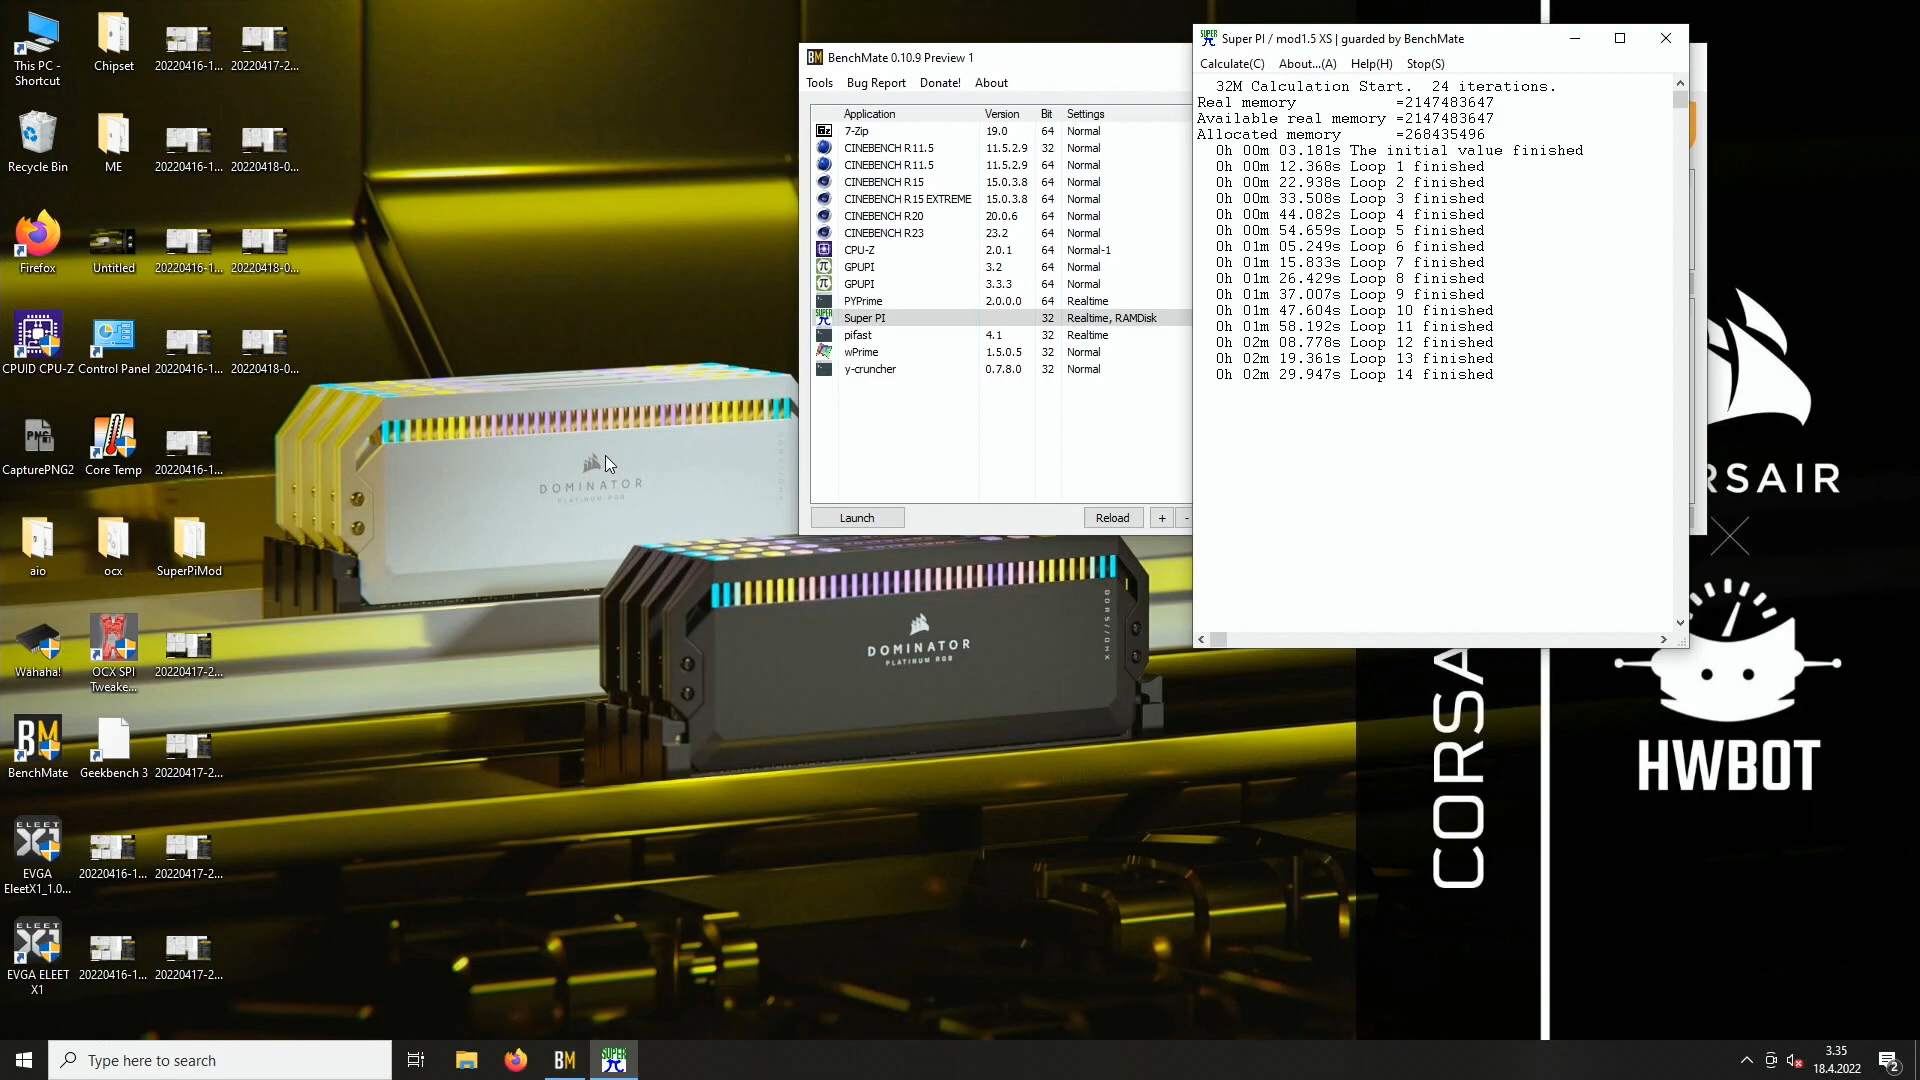 This PC -
Shortcut
Chipset
20220416-1...
20220417-2...
Recycle Bin
ME
20220416-1...
20220418-0...
Firefox
Untitled
20220416-1...
20220418-0...
CPUID CPU-Z
Control Panel
20220416-1...
20220418-0...
CapturePNG2
Core Temp
20220416-1...
aio
ocx
SuperPiMod
Wahaha!
OCX SPI
Tweake...
20220417-2...
BM
BenchMate
Geekbench 3
20220417-2...
ELEET
X1
EVGA
EleetX1_1.0...
20220416-1...
20220417-2...
ELEET
X1
EVGA ELEET
X1
20220416-1...
20220417-2...
BM BenchMate 0.10.9 Preview 1
Tools Bug Report Donate! About
Application Version Bit Settings
7-Zip 19.0 64 Normal
CINEBENCH R11.5 11.5.2.9 32 Normal
CINEBENCH R11.5 11.5.2.9 64 Normal
CINEBENCH R15 15.0.3.8 64 Normal
CINEBENCH R15 EXTREME 15.0.3.8 64 Normal
CINEBENCH R20 20.0.6 64 Normal
CINEBENCH R23 23.2 64 Normal
CPU-Z 2.0.1 64 Normal-1
GPUPI 3.2 64 Normal
GPUPI 3.3.3 64 Normal
PYPrime 2.0.0.0 64 Realtime
Super PI 32 Realtime, RAMDisk
pifast 4.1 32 Realtime
wPrime 1.5.0.5 32 Normal
y-cruncher 0.7.8.0 32 Normal
Launch Reload + -
SUPER π Super PI / mod1.5 XS | guarded by BenchMate
Calculate(C) About...(A) Help(H) Stop(S)
32M Calculation Start. 24 iterations.
Real memory =2147483647
Available real memory =2147483647
Allocated memory =268435496
0h 00m 03.181s The initial value finished
0h 00m 12.368s Loop 1 finished
0h 00m 22.938s Loop 2 finished
0h 00m 33.508s Loop 3 finished
0h 00m 44.082s Loop 4 finished
0h 00m 54.659s Loop 5 finished
0h 01m 05.249s Loop 6 finished
0h 01m 15.833s Loop 7 finished
0h 01m 26.429s Loop 8 finished
0h 01m 37.007s Loop 9 finished
0h 01m 47.604s Loop 10 finished
0h 01m 58.192s Loop 11 finished
0h 02m 08.778s Loop 12 finished
0h 02m 19.361s Loop 13 finished
0h 02m 29.947s Loop 14 finished
DOMINATOR
PLATINUM RGB
DOMINATOR
PLATINUM RGB
RSAIR
CORSA
HWBOT
Type here to search
BM
SUPER π
3.35
18.4.2022
2